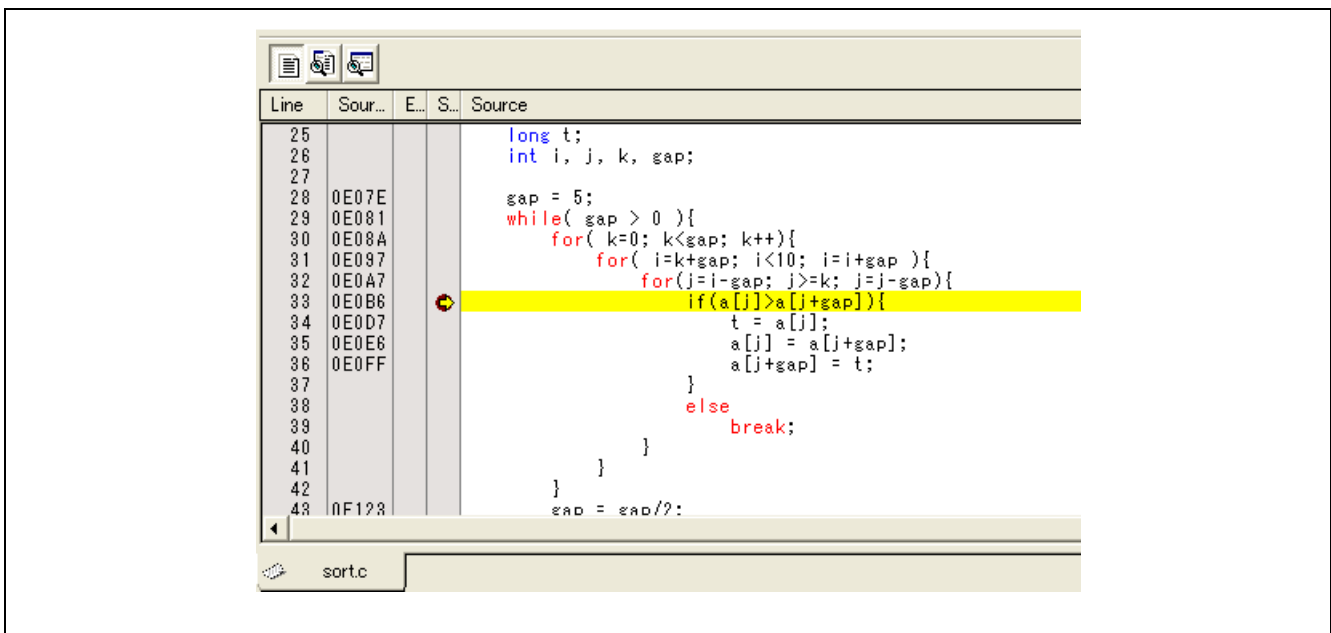 Line Sour... E... S... Source
25 long t;
26 int i, j, k, gap;
27
28 0E07E gap = 5;
29 0E081 while( gap > 0 ){
30 0E08A for( k=0; k<gap; k++){
31 0E097 for( i=k+gap; i<10; i=i+gap ){
32 0E0A7 for(j=i-gap; j>=k; j=j-gap){
33 0E0B6 if(a[j]>a[j+gap]){
34 0E0D7 t = a[j];
35 0E0E6 a[j] = a[j+gap];
36 0E0FF a[j+gap] = t;
37 }
38 else
39 break;
40 }
41 }
42 }
43 0E123 gap = gap/2;
sort.c